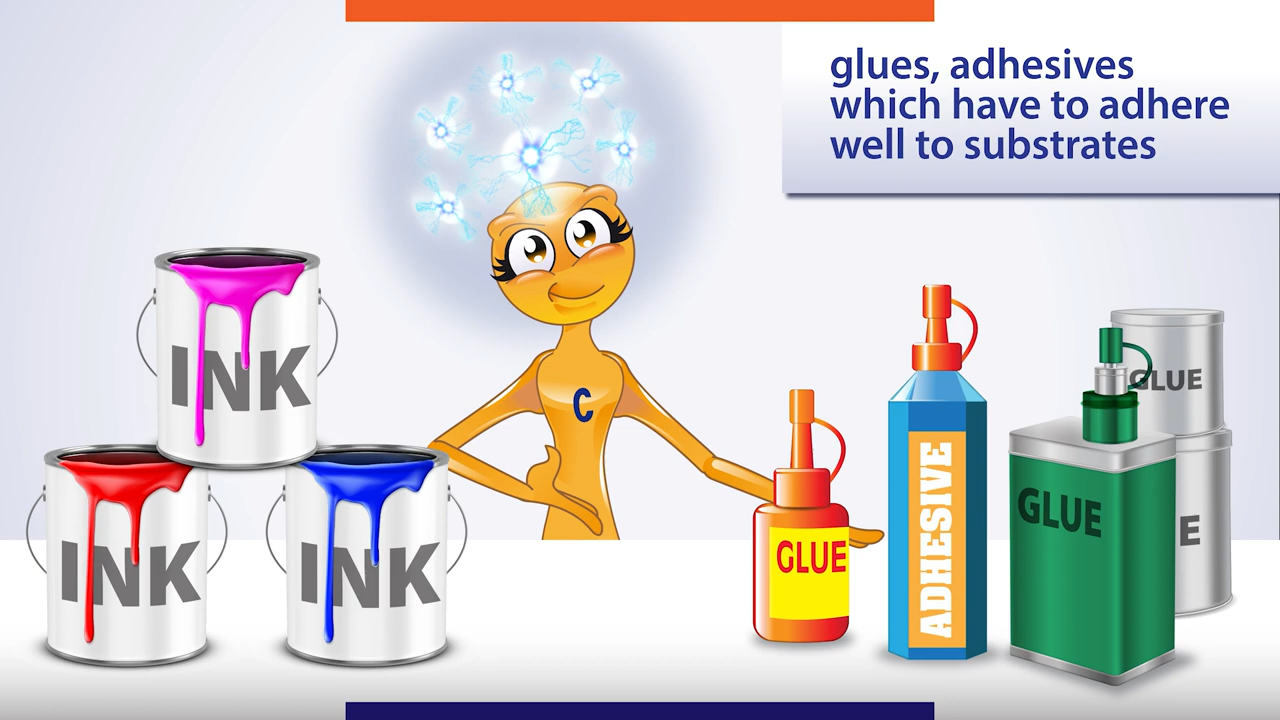 glues, adhesives
which have to adhere
well to substrates
INK
INK
INK
C
GLUE
ADHESIVE
GLUE
GLUE
E